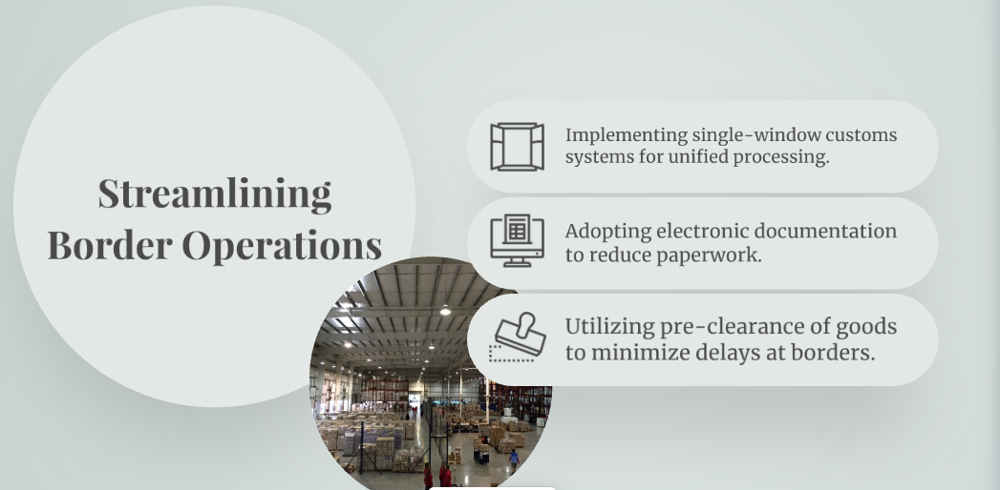 Streamlining
Border Operations
Implementing single-window customs
systems for unified processing.
Adopting electronic documentation
to reduce paperwork.
Utilizing pre-clearance of goods
to minimize delays at borders.